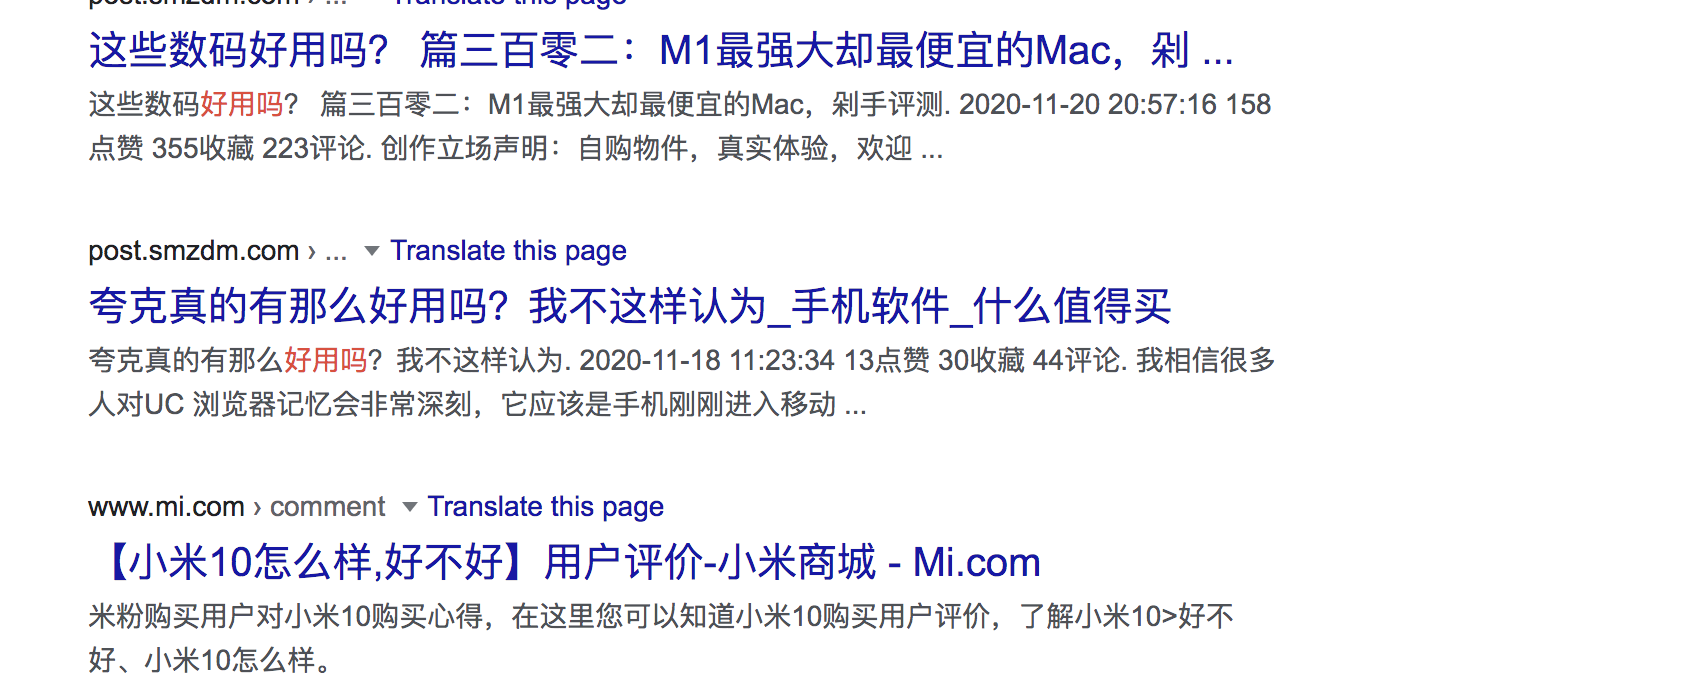 post.smzdm.com › ... Translate this page
这些数码好用吗？ 篇三百零二：M1最强大却最便宜的Mac，剁 ...
这些数码好用吗？ 篇三百零二：M1最强大却最便宜的Mac，剁手评测. 2020-11-20 20:57:16 158
点赞 355收藏 223评论. 创作立场声明：自购物件，真实体验，欢迎 ...
post.smzdm.com › ... Translate this page
夸克真的有那么好用吗？我不这样认为_手机软件_什么值得买
夸克真的有那么好用吗？我不这样认为. 2020-11-18 11:23:34 13点赞 30收藏 44评论. 我相信很多
人对UC 浏览器记忆会非常深刻，它应该是手机刚刚进入移动 ...
www.mi.com › comment Translate this page
【小米10怎么样,好不好】用户评价-小米商城 - Mi.com
米粉购买用户对小米10购买心得，在这里您可以知道小米10购买用户评价，了解小米10>好不
好、小米10怎么样。